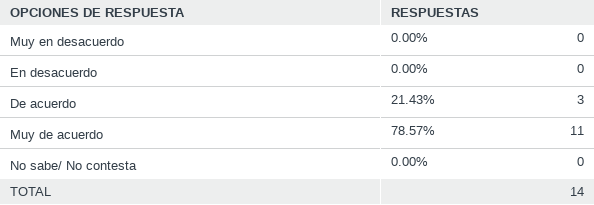 OPCIONES DE RESPUESTA RESPUESTAS
Muy en desacuerdo 0.00% 0
En desacuerdo 0.00% 0
De acuerdo 21.43% 3
Muy de acuerdo 78.57% 11
No sabe/ No contesta 0.00% 0
TOTAL 14